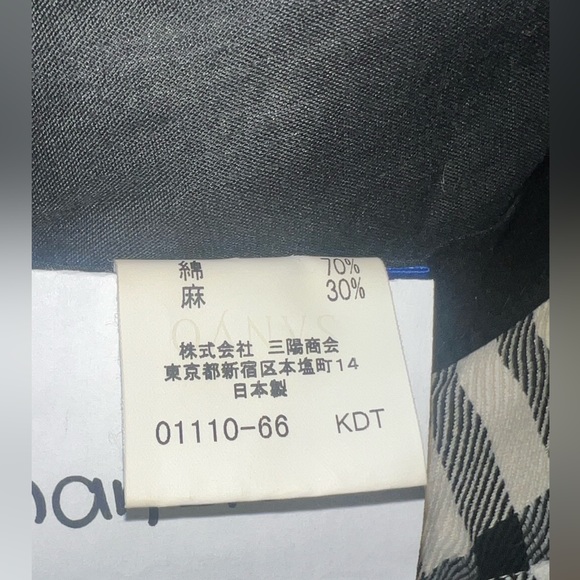 綿 70%
麻 30%
SANYO
株式会社 三陽商会
東京都新宿区本塩町14
日本製
01110-66 KDT